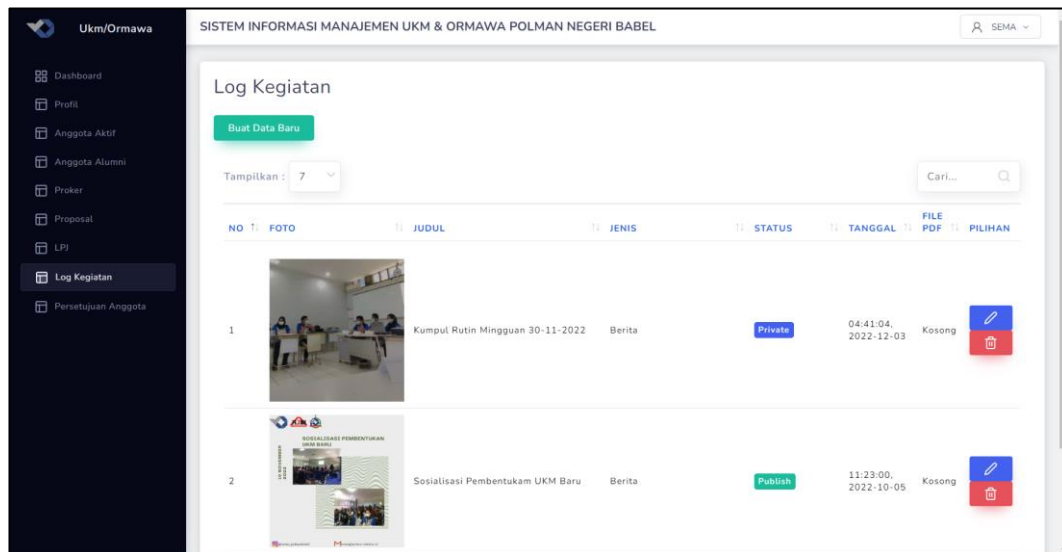 Ukm/Ormawa
SISTEM INFORMASI MANAJEMEN UKM & ORMAWA POLMAN NEGERI BABEL
SEMA
Dashboard
Profil
Anggota Aktif
Anggota Alumni
Proker
Proposal
LPJ
Log Kegiatan
Persetujuan Anggota
Log Kegiatan
Buat Data Baru
Tampilkan : 7
Cari...
NO FOTO JUDUL JENIS STATUS TANGGAL FILE PDF PILIHAN
1 Kumpul Rutin Mingguan 30-11-2022 Berita Private 04:41:04, 2022-12-03 Kosong
SOSIALISASI PEMBENTUKAN
UKM BARU
2 Sosialisasi Pembentukam UKM Baru Berita Publish 11:23:00, 2022-10-05 Kosong